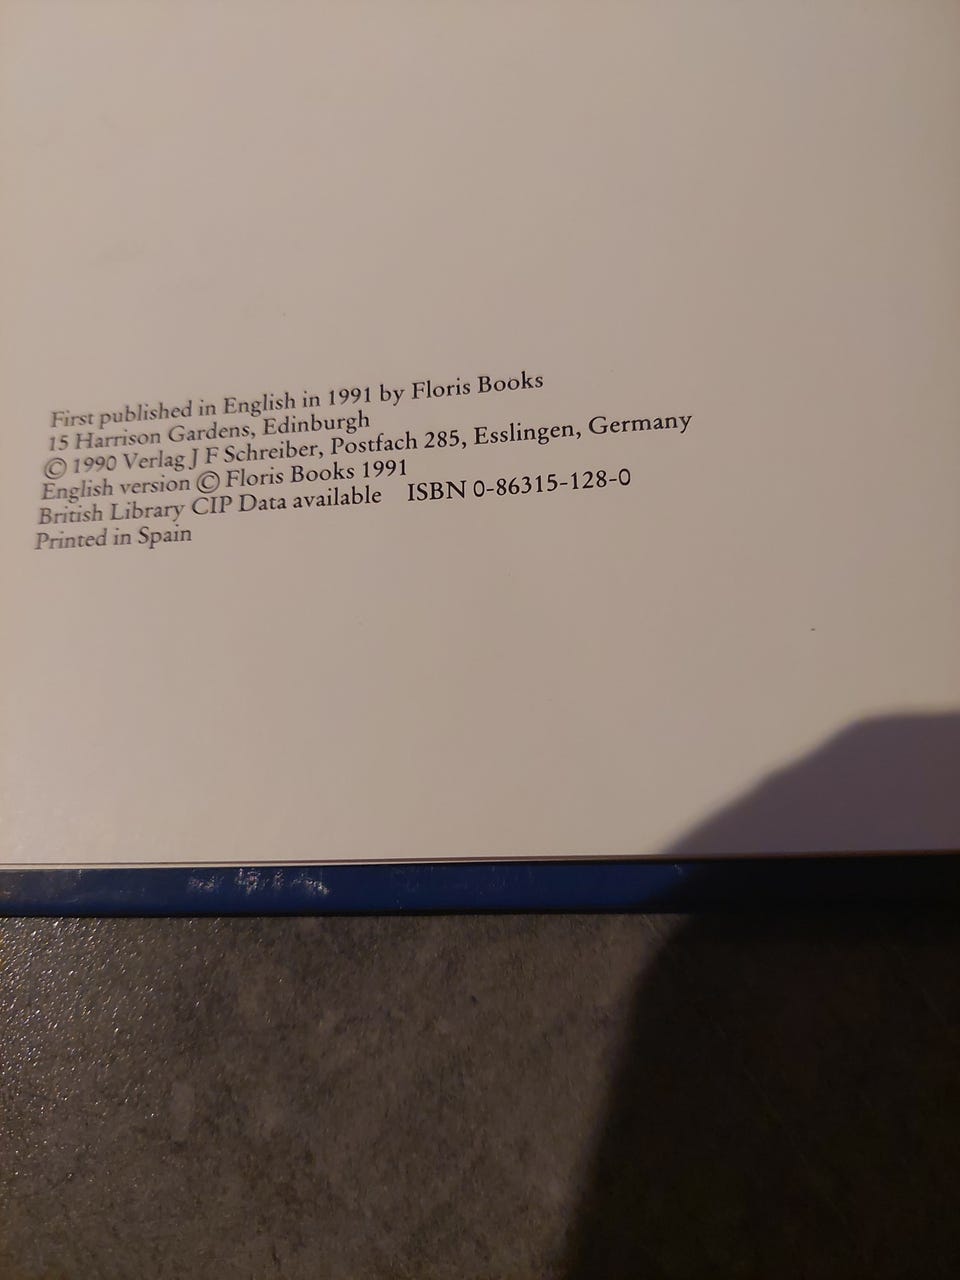 First published in English in 1991 by Floris Books
15 Harrison Gardens, Edinburgh
© 1990 Verlag J F Schreiber, Postfach 285, Esslingen, Germany
English version © Floris Books 1991
British Library CIP Data available ISBN 0-86315-128-0
Printed in Spain